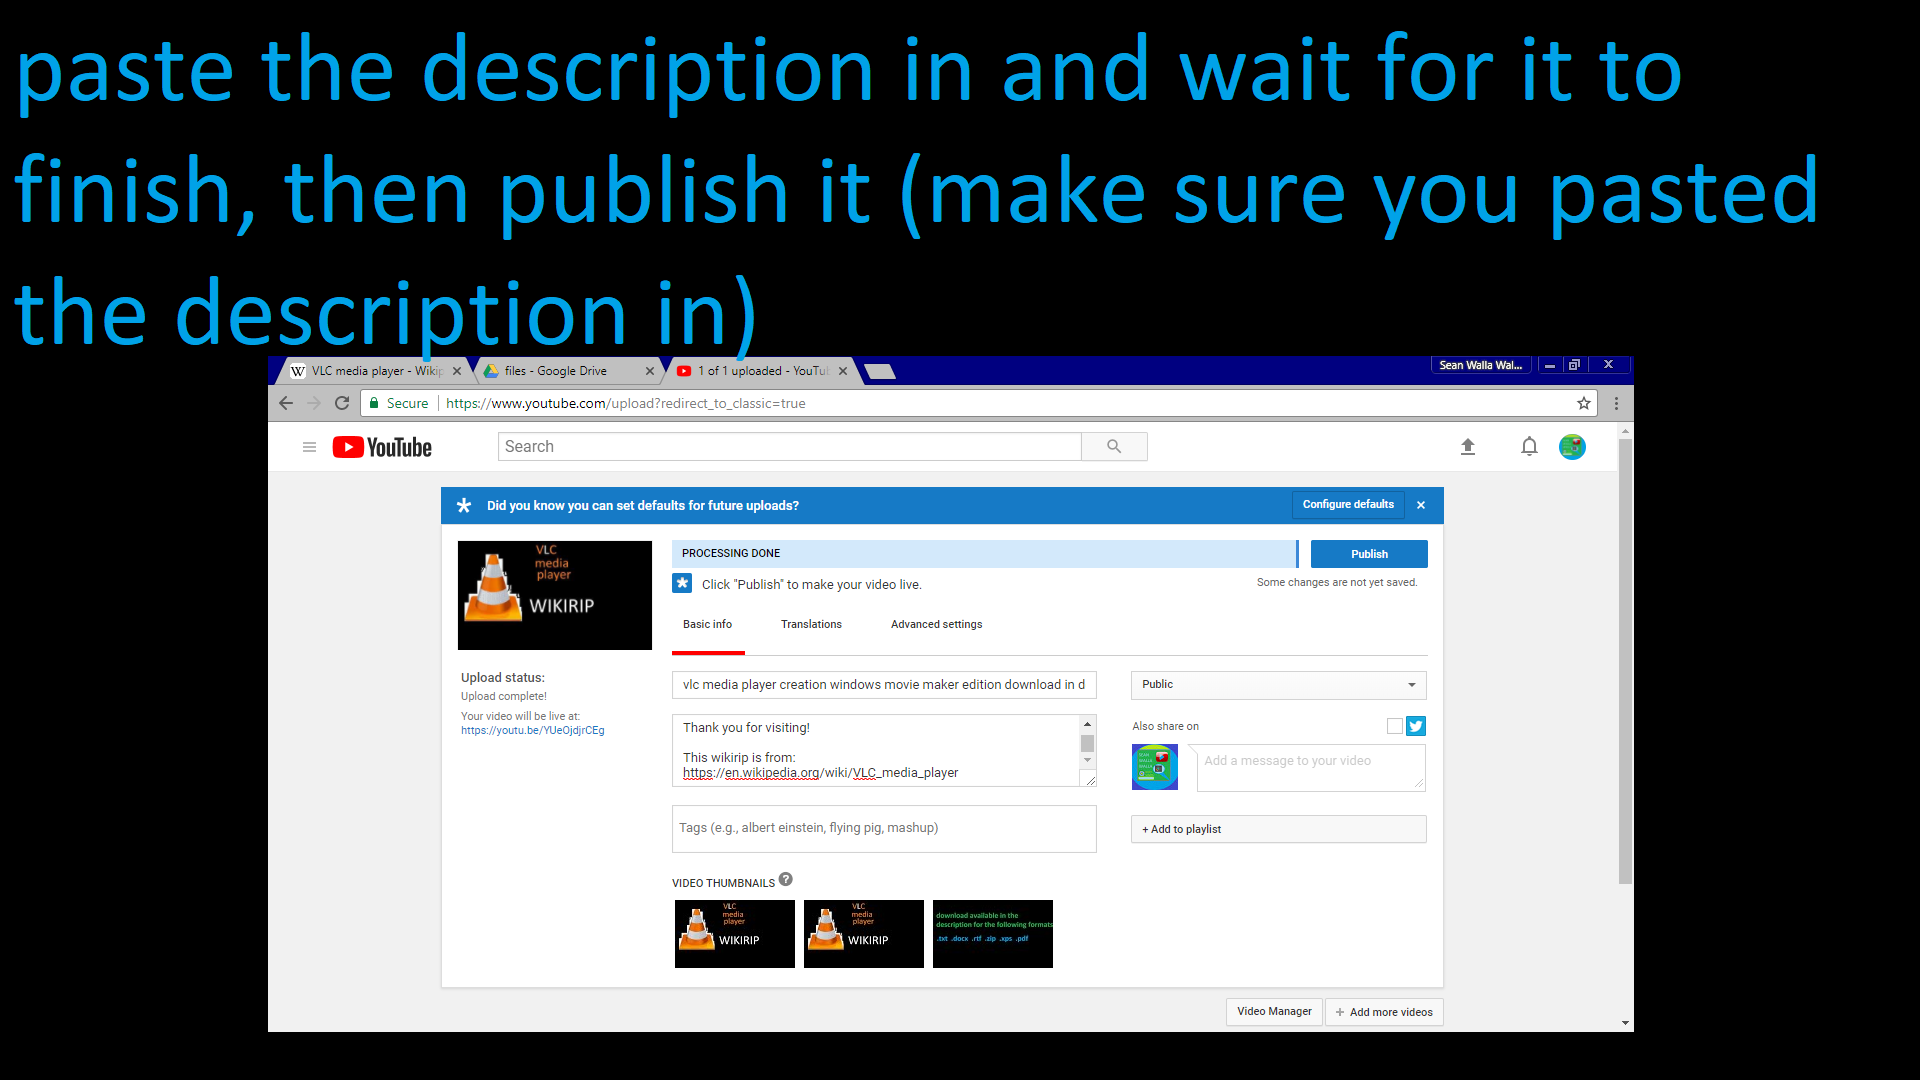 paste the description in and wait for it to
finish, then publish it (make sure you pasted
the description in)
VLC media player - Wikip
files - Google Drive
1 of 1 uploaded - YouTu
Sean Walla Wal...
Secure
https://www.youtube.com/upload?redirect_to_classic=true
YouTube
Search
Did you know you can set defaults for future uploads?
Configure defaults
VLC
media
player
WIKIRIP
PROCESSING DONE
Publish
Click "Publish" to make your video live.
Some changes are not yet saved.
Basic info
Translations
Advanced settings
Upload status:
Upload complete!
Your video will be live at:
https://youtu.be/YUeOjdjrCEg
vlc media player creation windows movie maker edition download in d
Public
Thank you for visiting!
This wikirip is from:
https://en.wikipedia.org/wiki/VLC_media_player
Also share on
Add a message to your video
Tags (e.g., albert einstein, flying pig, mashup)
+ Add to playlist
VIDEO THUMBNAILS
VLC
media
player
WIKIRIP
VLC
media
player
WIKIRIP
download available in the
description for the following formats
.txt .docx .rtf .zip .xps .pdf
Video Manager
+ Add more videos